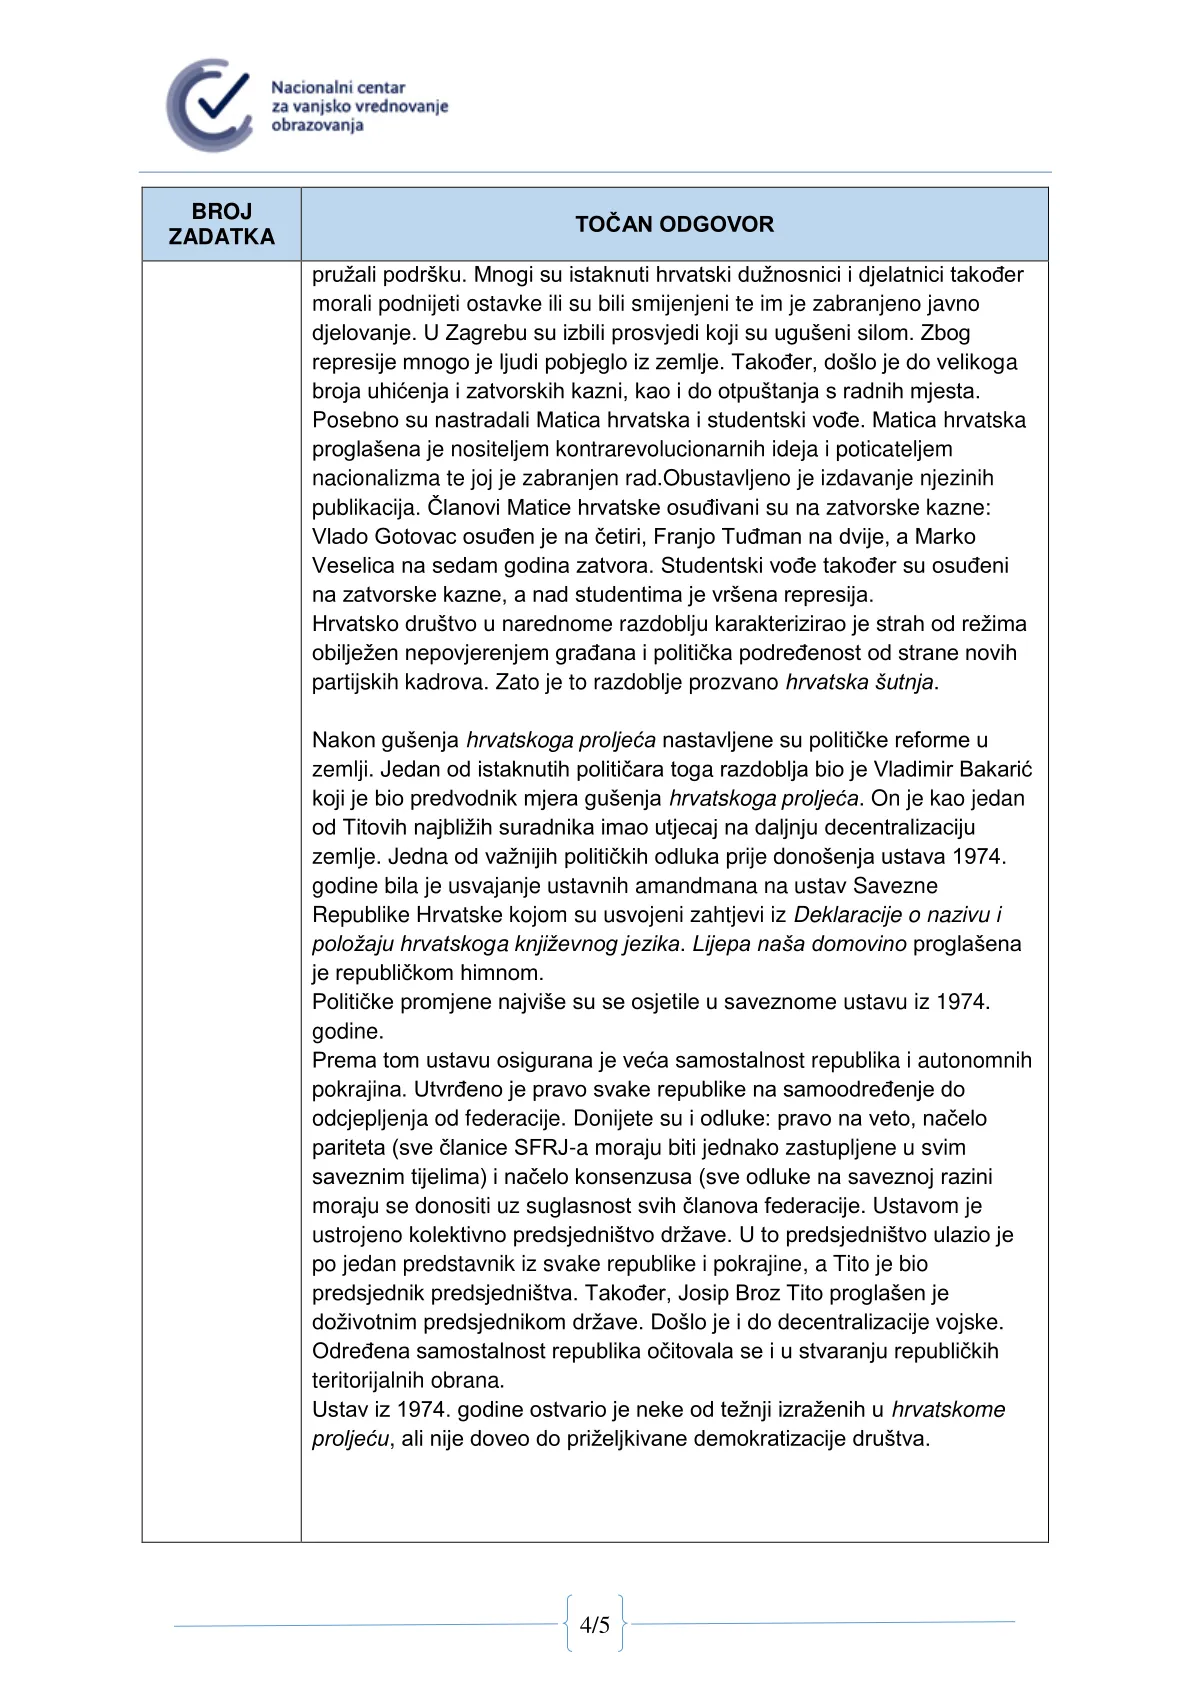 Nacionalni centar
za vanjsko vrednovanje
obrazovanja
BROJ
ZADATKA
TOČAN ODGOVOR
pružali podršku. Mnogi su istaknuti hrvatski dužnosnici i djelatnici također
morali podnijeti ostavke ili su bili smijenjeni te im je zabranjeno javno
djelovanje. U Zagrebu su izbili prosvjedi koji su ugušeni silom. Zbog
represije mnogo je ljudi pobjeglo iz zemlje. Također, došlo je do velikoga
broja uhićenja i zatvorskih kazni, kao i do otpuštanja s radnih mjesta.
Posebno su nastradali Matica hrvatska i studentski vođe. Matica hrvatska
proglašena je nositeljem kontrarevolucionarnih ideja i poticateljem
nacionalizma te joj je zabranjen rad.Obustavljeno je izdavanje njezinih
publikacija. Članovi Matice hrvatske osuđivani su na zatvorske kazne:
Vlado Gotovac osuđen je na četiri, Franjo Tuđman na dvije, a Marko
Veselica na sedam godina zatvora. Studentski vođe također su osuđeni
na zatvorske kazne, a nad studentima je vršena represija.
Hrvatsko društvo u narednome razdoblju karakterizirao je strah od režima
obilježen nepovjerenjem građana i politička podređenost od strane novih
partijskih kadrova. Zato je to razdoblje prozvano hrvatska šutnja.
Nakon gušenja hrvatskoga proljeća nastavljene su političke reforme u
zemlji. Jedan od istaknutih političara toga razdoblja bio je Vladimir Bakarić
koji je bio predvodnik mjera gušenja hrvatskoga proljeća. On je kao jedan
od Titovih najbližih suradnika imao utjecaj na daljnju decentralizaciju
zemlje. Jedna od važnijih političkih odluka prije donošenja ustava 1974.
godine bila je usvajanje ustavnih amandmana na ustav Savezne
Republike Hrvatske kojom su usvojeni zahtjevi iz Deklaracije o nazivu i
položaju hrvatskoga književnog jezika. Lijepa naša domovino proglašena
je republičkom himnom.
Političke promjene najviše su se osjetile u saveznome ustavu iz 1974.
godine.
Prema tom ustavu osigurana je veća samostalnost republika i autonomnih
pokrajina. Utvrđeno je pravo svake republike na samoodređenje do
odcjepljenja od federacije. Donijete su i odluke: pravo na veto, načelo
pariteta (sve članice SFRJ-a moraju biti jednako zastupljene u svim
saveznim tijelima) i načelo konsenzusa (sve odluke na saveznoj razini
moraju se donositi uz suglasnost svih članova federacije. Ustavom je
ustrojeno kolektivno predsjedništvo države. U to predsjedništvo ulazio je
po jedan predstavnik iz svake republike i pokrajine, a Tito je bio
predsjednik predsjedništva. Također, Josip Broz Tito proglašen je
doživotnim predsjednikom države. Došlo je i do decentralizacije vojske.
Određena samostalnost republika očitovala se i u stvaranju republičkih
teritorijalnih obrana.
Ustav iz 1974. godine ostvario je neke od težnji izraženih u hrvatskome
proljeću, ali nije doveo do priželjkivane demokratizacije društva.
4/5